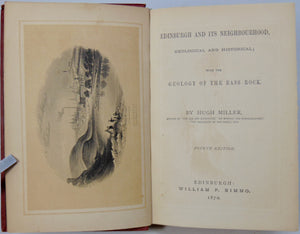 EDINBURGH AND ITS NEIGHBOURHOOD,
GEOLOGICAL AND HISTORICAL;
WITH THE
GEOLOGY OF THE BASS ROCK.
BY HUGH MILLER,
FOURTH EDITION.
EDINBURGH:
WILLIAM P. NIMMO.
1870.